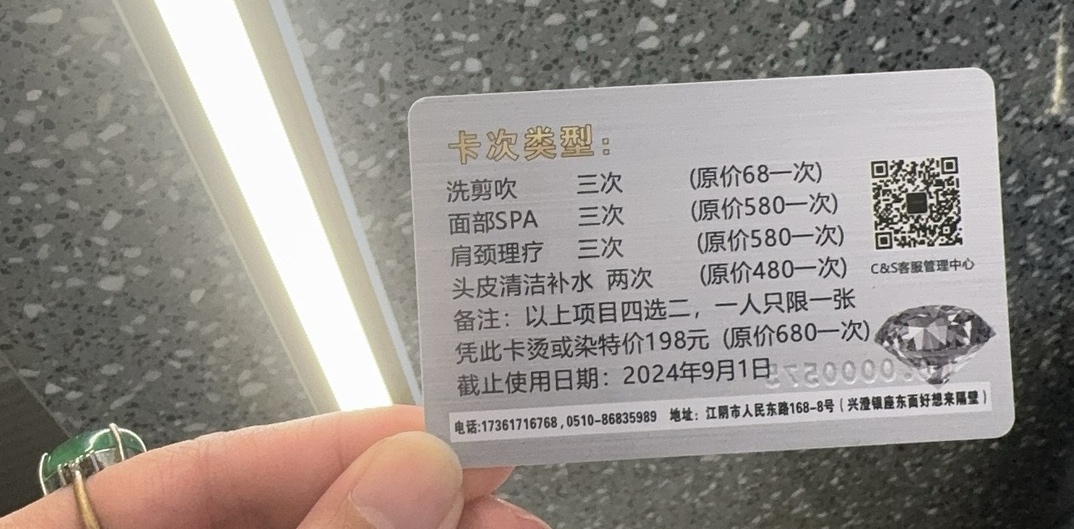 卡次类型：
洗剪吹 三次 (原价68一次)
面部SPA 三次 (原价580一次)
肩颈理疗 三次 (原价580一次)
头皮清洁补水 两次 (原价480一次)
C&S客服管理中心
备注：以上项目四选二，一人只限一张
凭此卡烫或染特价198元 (原价680一次)
截止使用日期：2024年9月1日
电话:17361716768,0510-86835989 地址：江阴市人民东路168-8号（兴澄银座东面好想来隔壁）